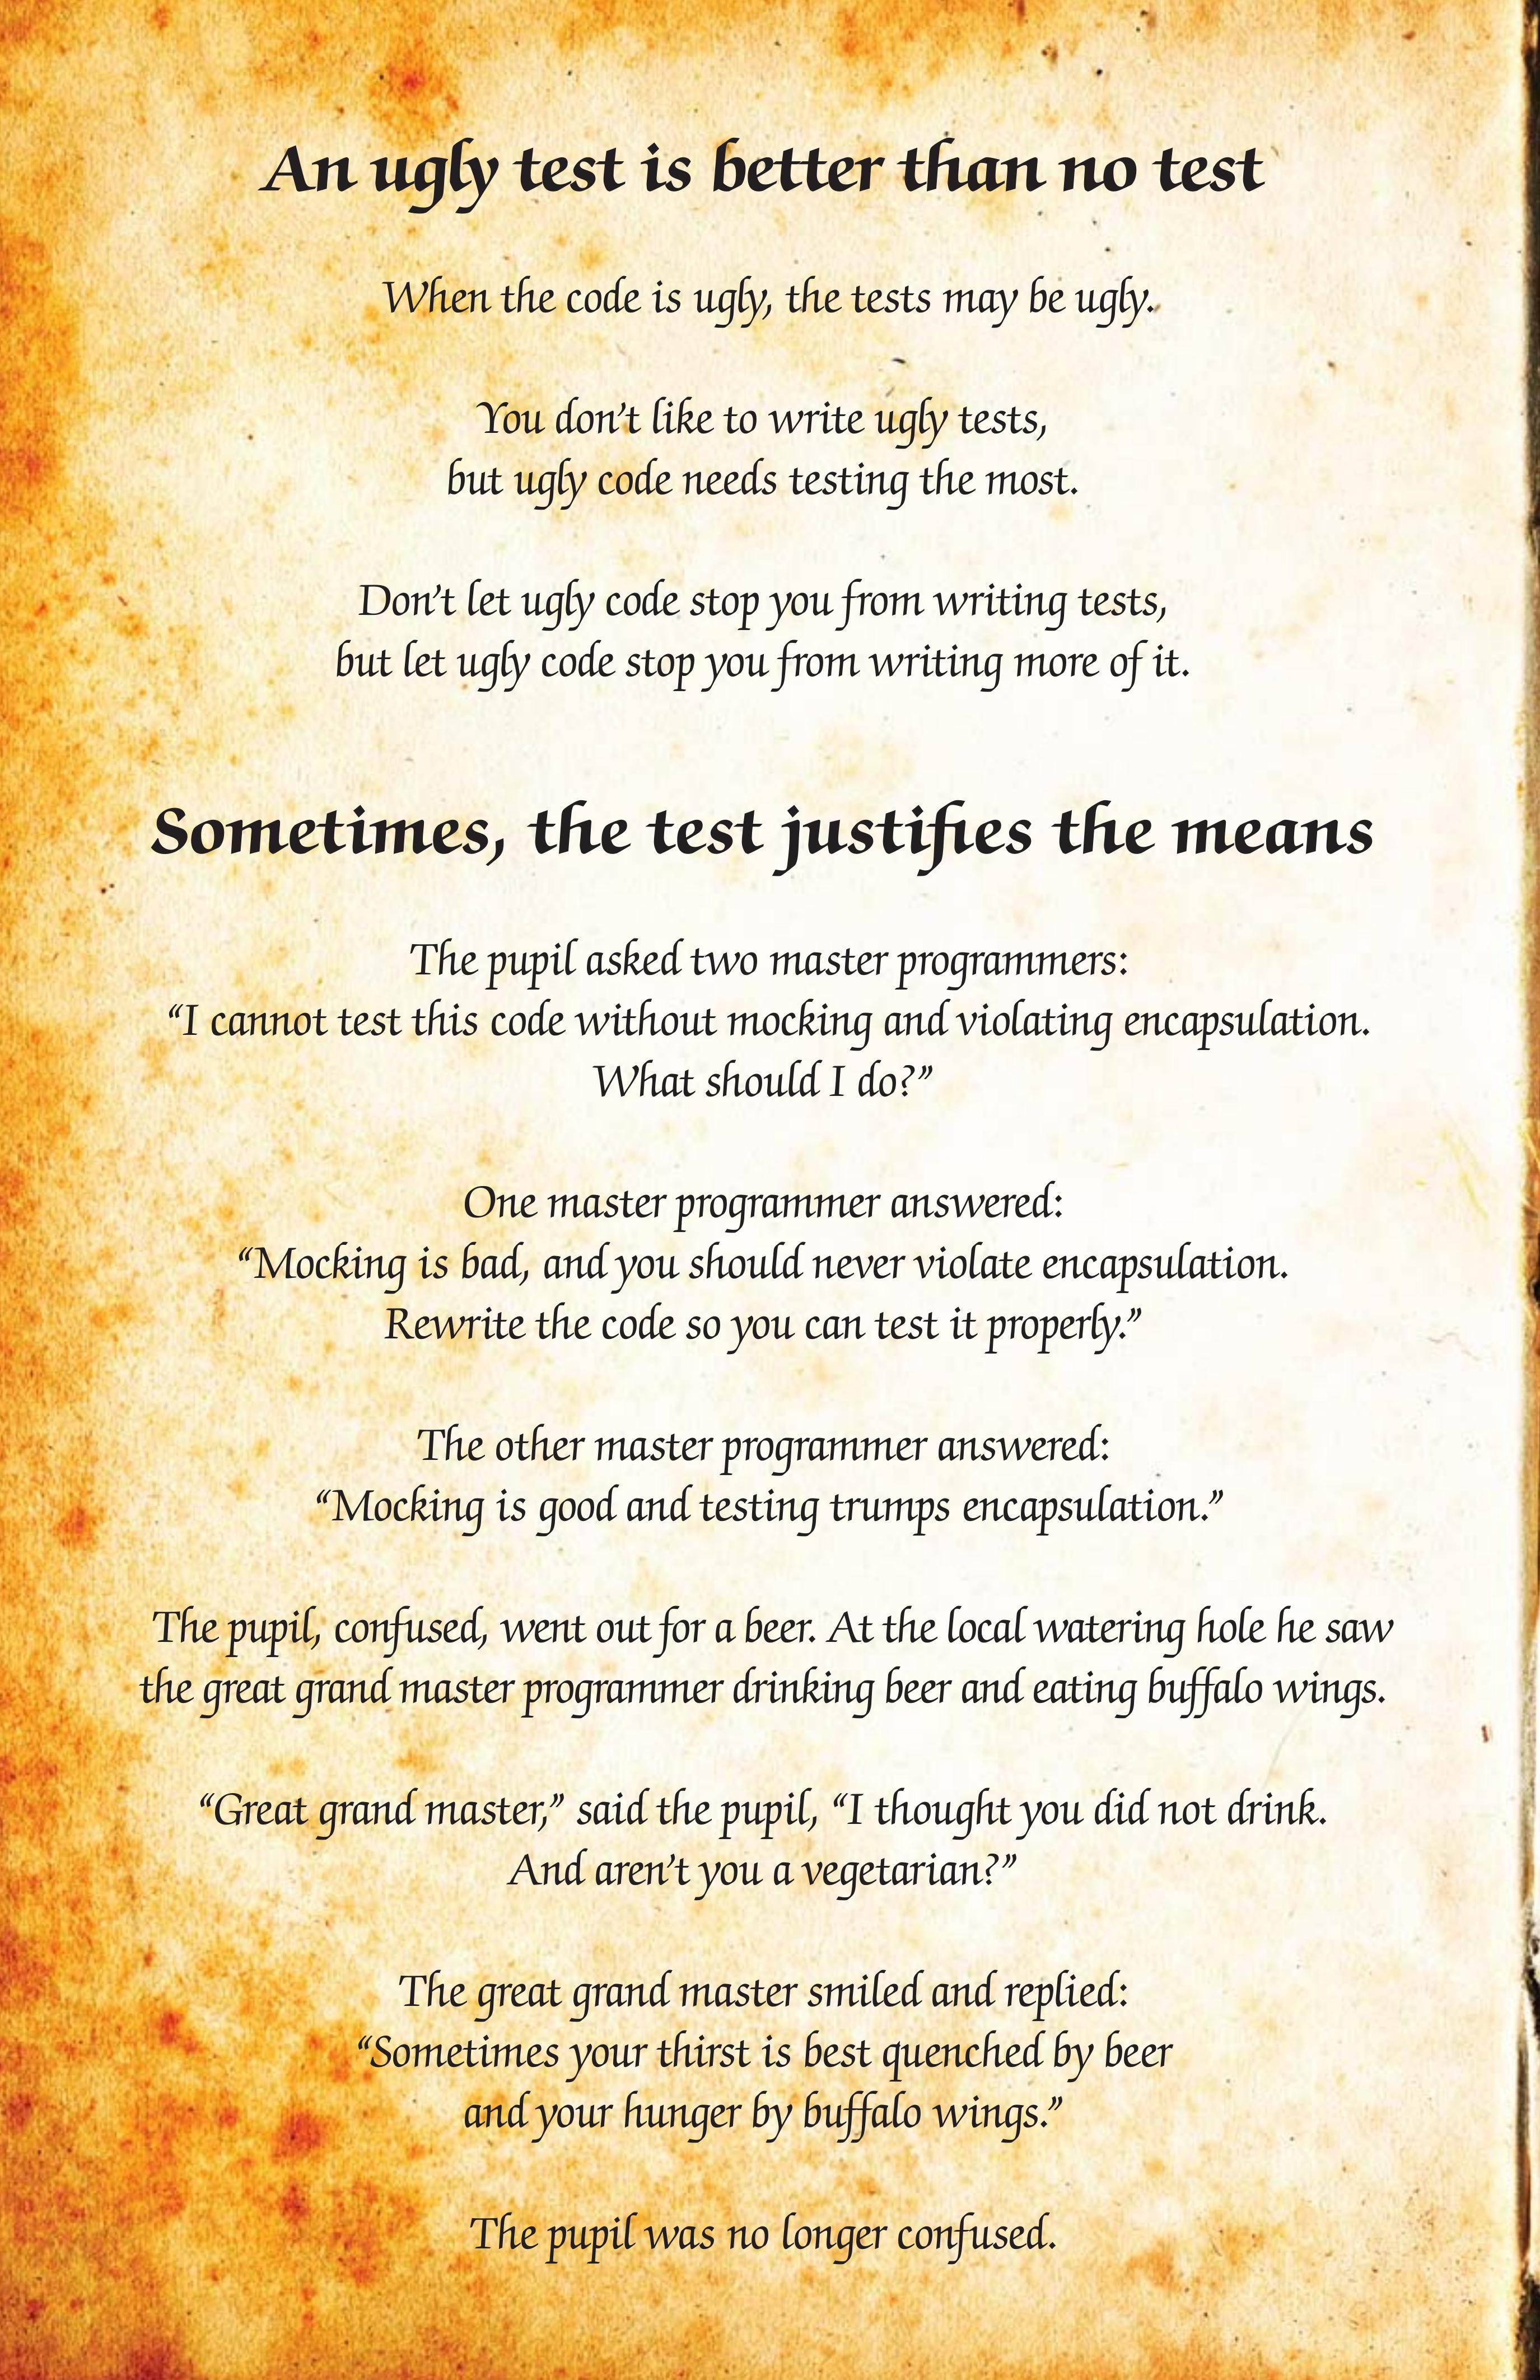 An ugly test is better than no test
When the code is ugly, the tests may be ugly.
You don’t like to write ugly tests,
but ugly code needs testing the most.
Don’t let ugly code stop you from writing tests,
but let ugly code stop you from writing more of it.
Sometimes, the test justifies the means
The pupil asked two master programmers:
“I cannot test this code without mocking and violating encapsulation.
What should I do?”
One master programmer answered:
“Mocking is bad, and you should never violate encapsulation.
Rewrite the code so you can test it properly.”
The other master programmer answered:
“Mocking is good and testing trumps encapsulation.”
The pupil, confused, went out for a beer. At the local watering hole he saw
the great grand master programmer drinking beer and eating buffalo wings.
“Great grand master,” said the pupil, “I thought you did not drink.
And aren’t you a vegetarian?”
The great grand master smiled and replied:
“Sometimes your thirst is best quenched by beer
and your hunger by buffalo wings.”
The pupil was no longer confused.